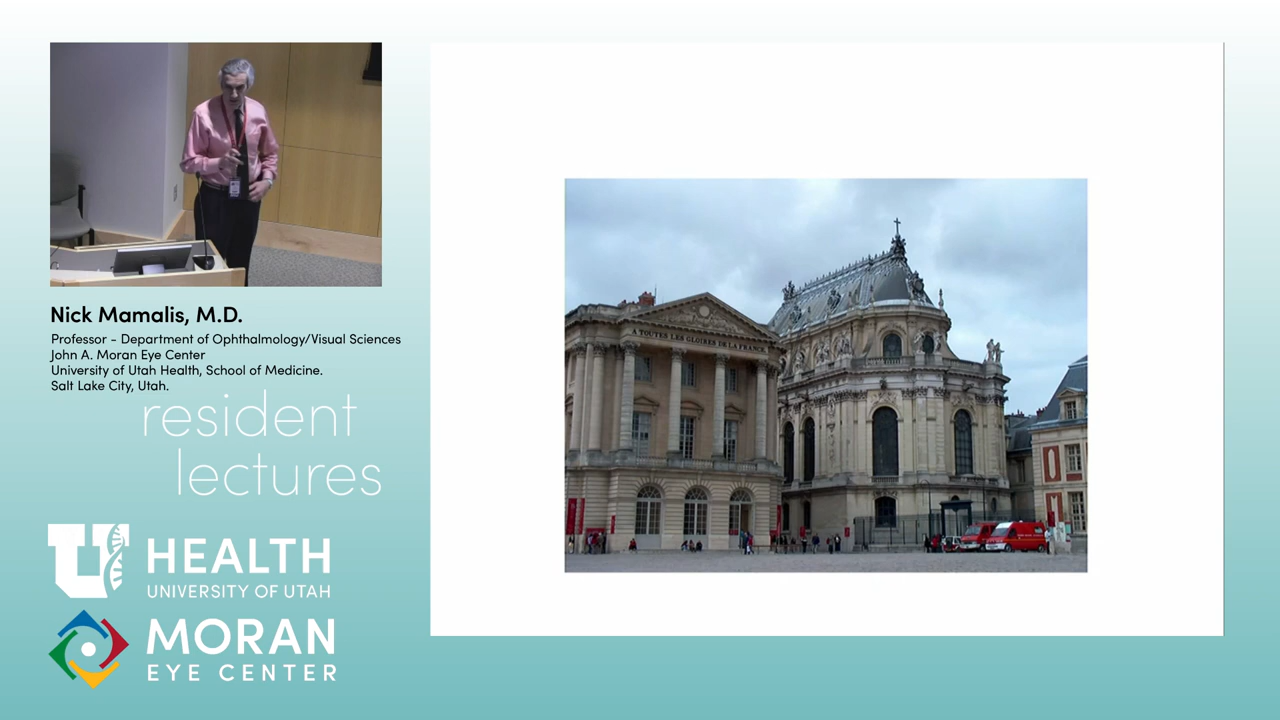 Nick Mamalis, M.D.
Professor - Department of Ophthalmology/Visual Sciences
John A. Moran Eye Center
University of Utah Health, School of Medicine.
Salt Lake City, Utah.
resident
lectures
U HEALTH
UNIVERSITY OF UTAH
MORAN
EYE CENTER
A TOUTES LES GLOIRES DE LA FRANCE